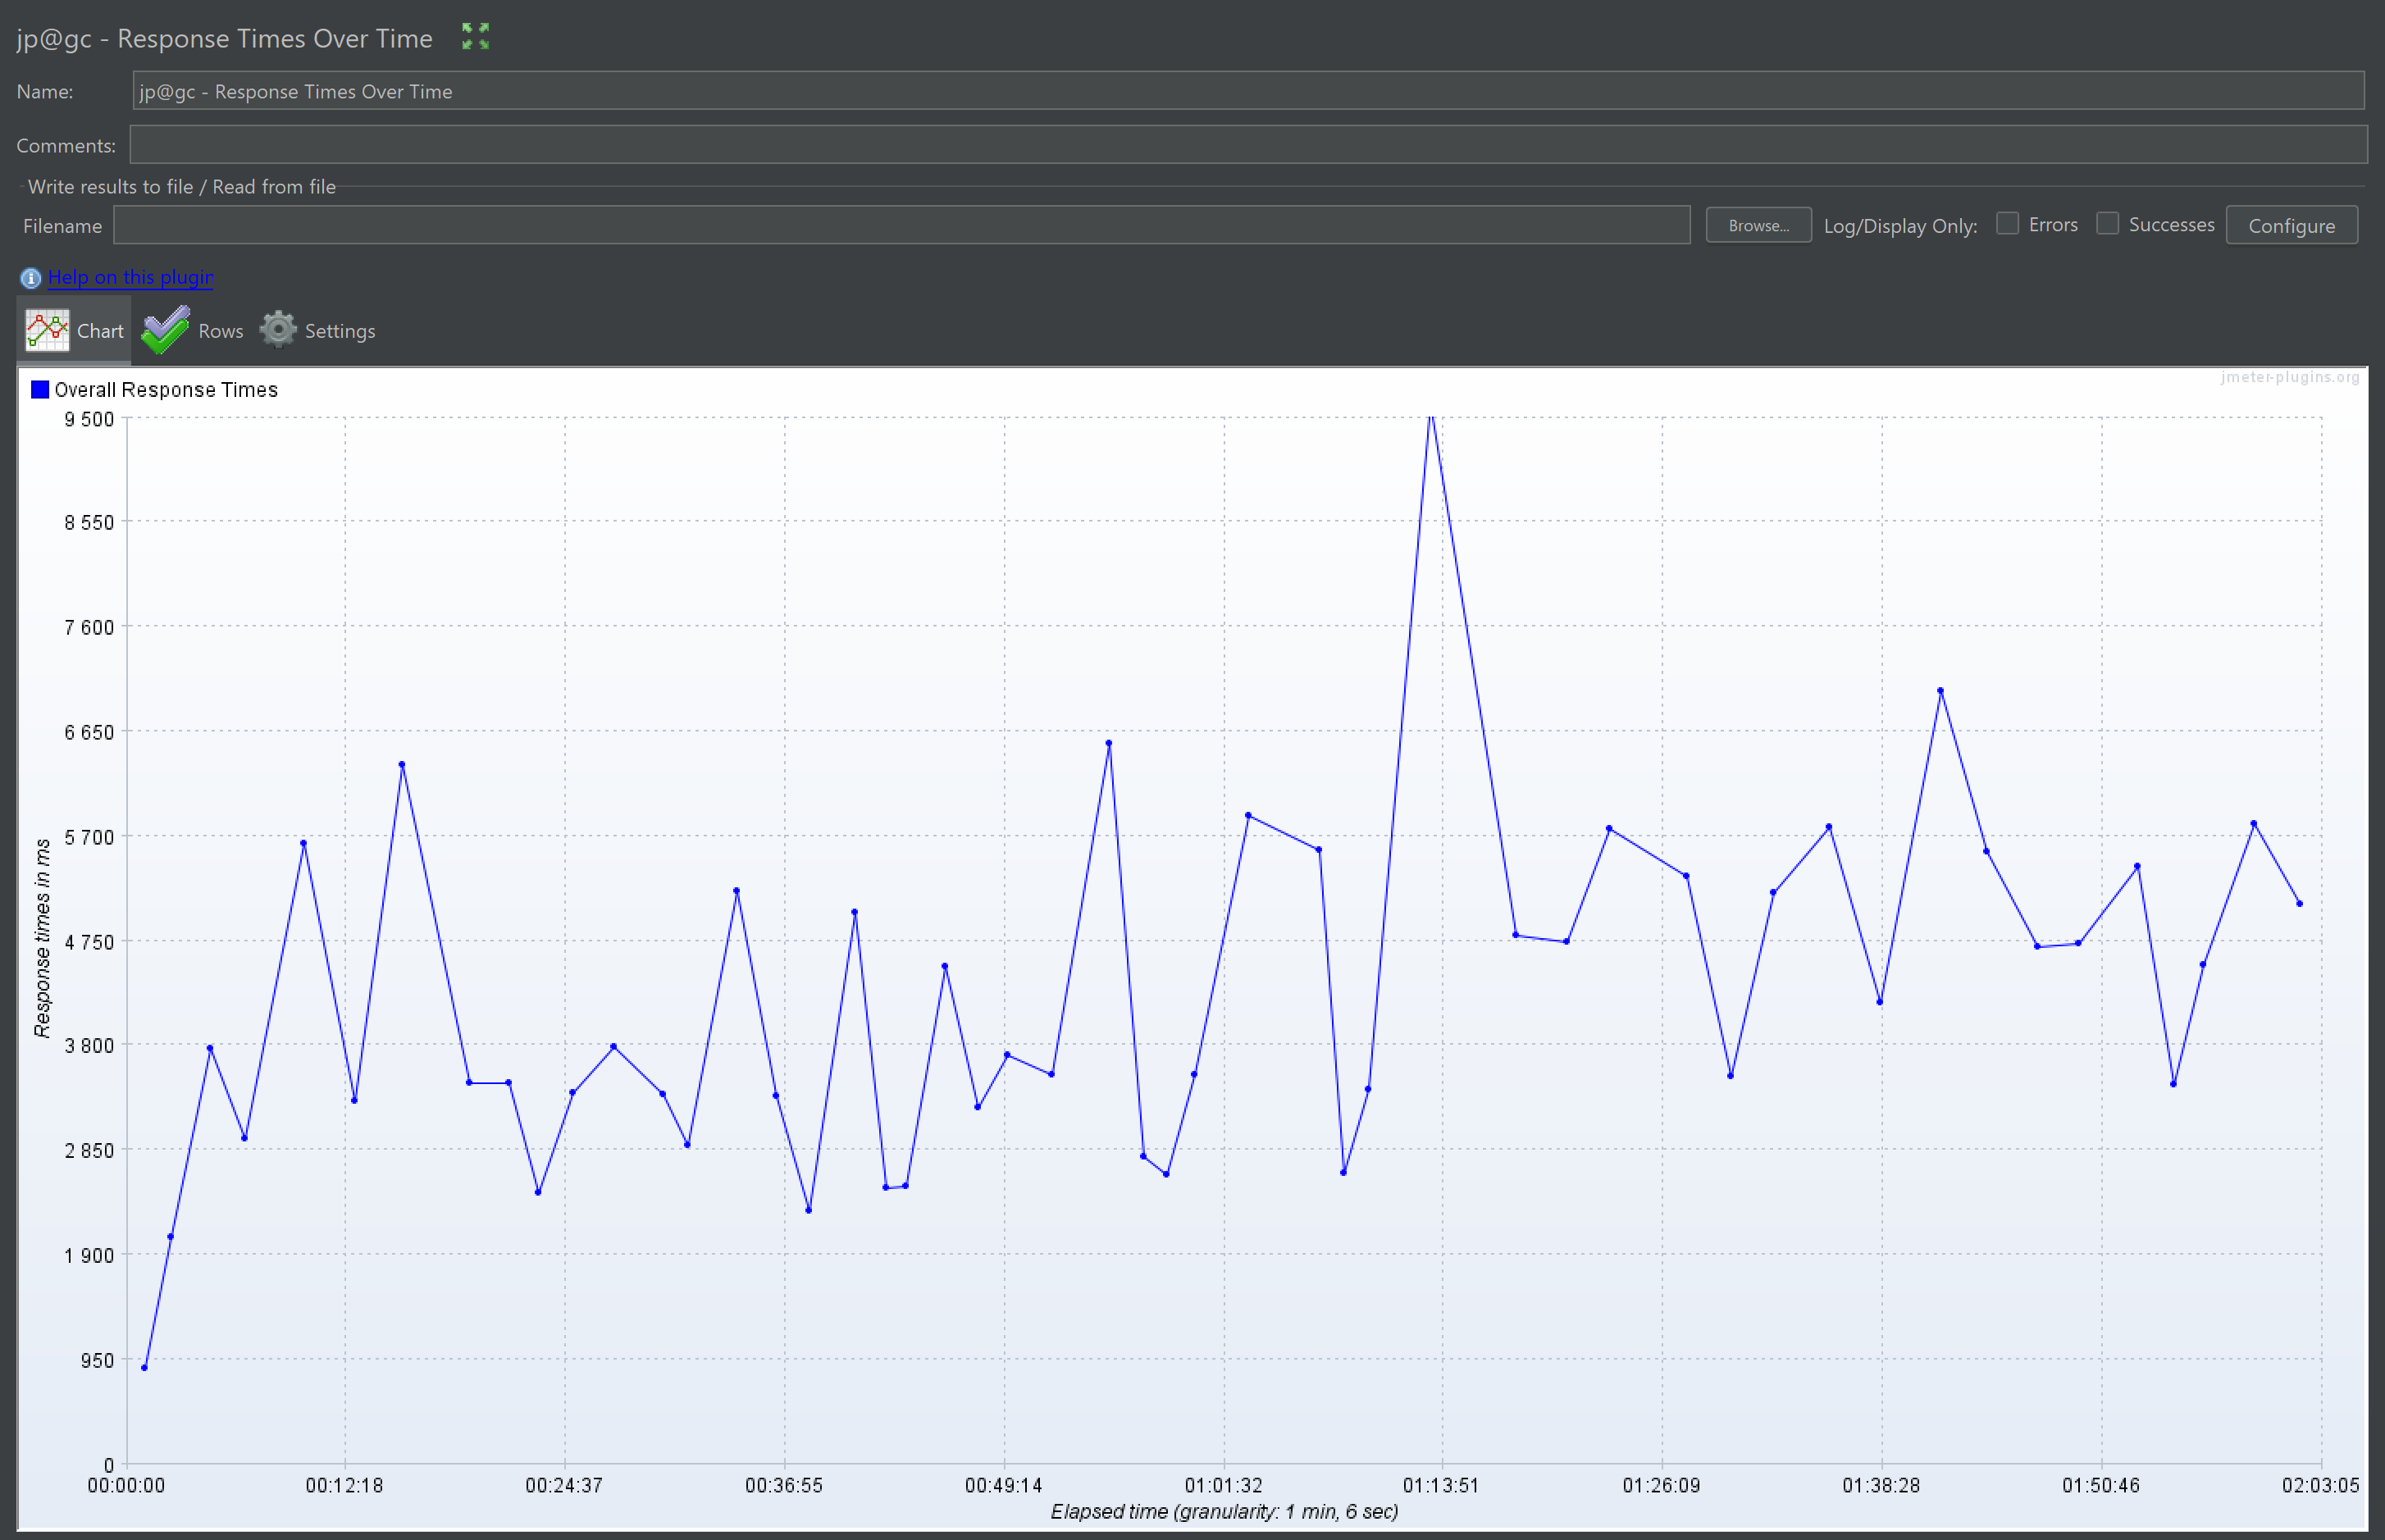 jp@gc - Response Times Over Time
Name: jp@gc - Response Times Over Time
Comments:
Write results to file / Read from file
Filename Browse... Log/Display Only: Errors Successes Configure
Help on this plugin
Chart Rows Settings
jmeter-plugins.org
Overall Response Times
9 500
8 550
7 600
6 650
5 700
4 750
3 800
2 850
1 900
950
0
Response times in ms
00:00:00 00:12:18 00:24:37 00:36:55 00:49:14 01:01:32 01:13:51 01:26:09 01:38:28 01:50:46 02:03:05
Elapsed time (granularity: 1 min, 6 sec)